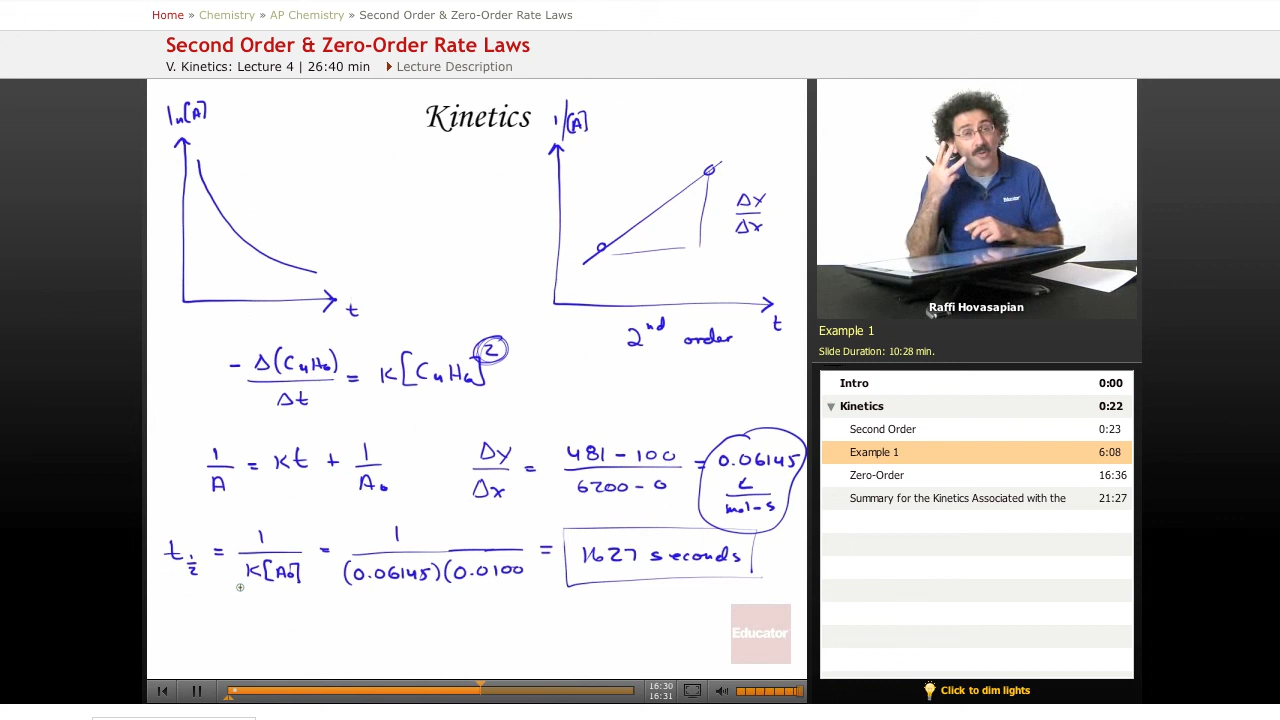 Home » Chemistry » AP Chemistry » Second Order & Zero-Order Rate Laws
Second Order & Zero-Order Rate Laws
V. Kinetics: Lecture 4 | 26:40 min Lecture Description
Kinetics
ln[A]
t
1/[A]
Δy
Δx
t
2nd order
- Δ(C4H6) / Δt = K[C4H6]^2
1/A = Kt + 1/A0
Δy/Δx = 481 - 100 / 6200 - 0 = 0.06145 L/mol-s
t1/2 = 1/K[A0] = 1/(0.06145)(0.0100 = 1627 seconds
Educator
16:30
16:31
Educator
Raffi Hovasapian
Example 1
Slide Duration: 10:28 min.
Intro 0:00
Kinetics 0:22
Second Order 0:23
Example 1 6:08
Zero-Order 16:36
Summary for the Kinetics Associated with the 21:27
Click to dim lights